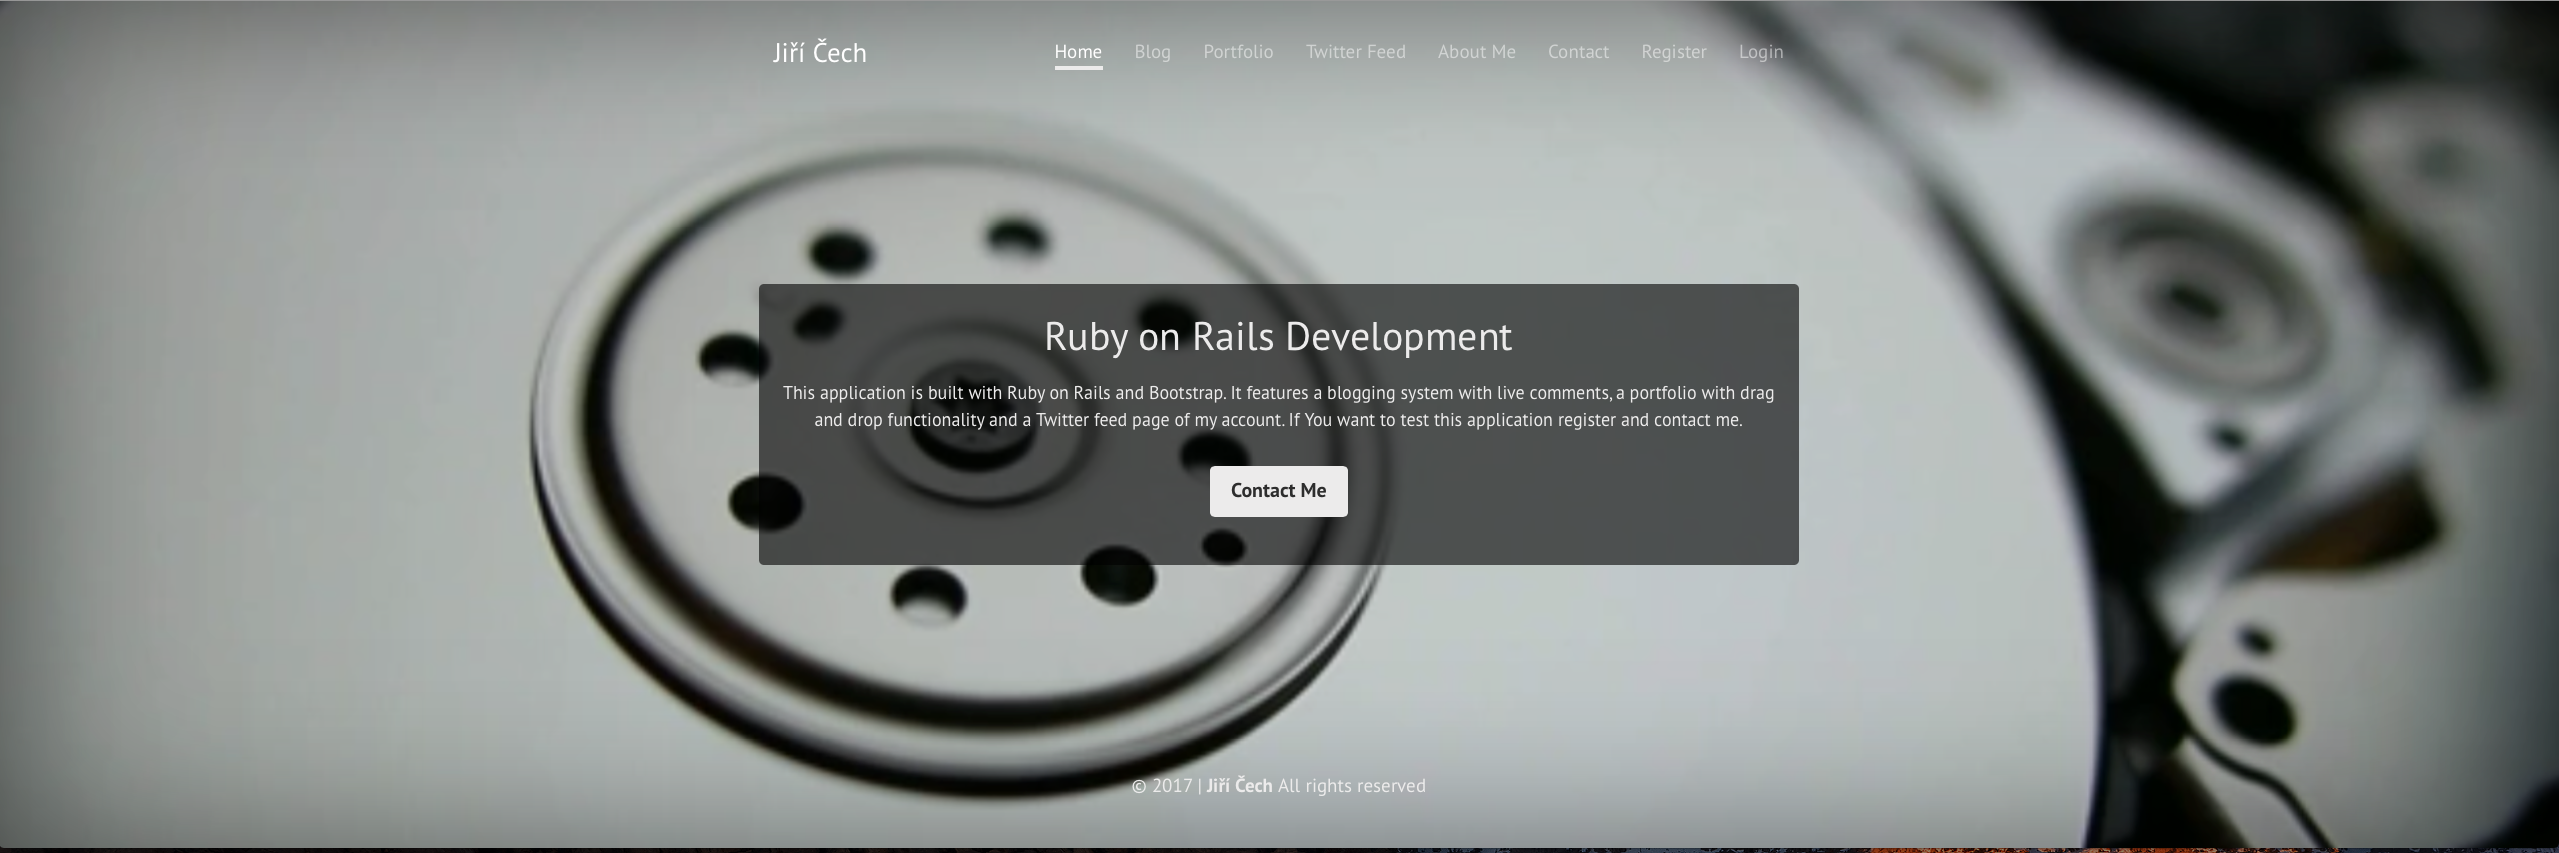 Jiří Čech
Home Blog Portfolio Twitter Feed About Me Contact Register Login
Ruby on Rails Development
This application is built with Ruby on Rails and Bootstrap. It features a blogging system with live comments, a portfolio with drag
and drop functionality and a Twitter feed page of my account. If You want to test this application register and contact me.
Contact Me
© 2017 | Jiří Čech All rights reserved